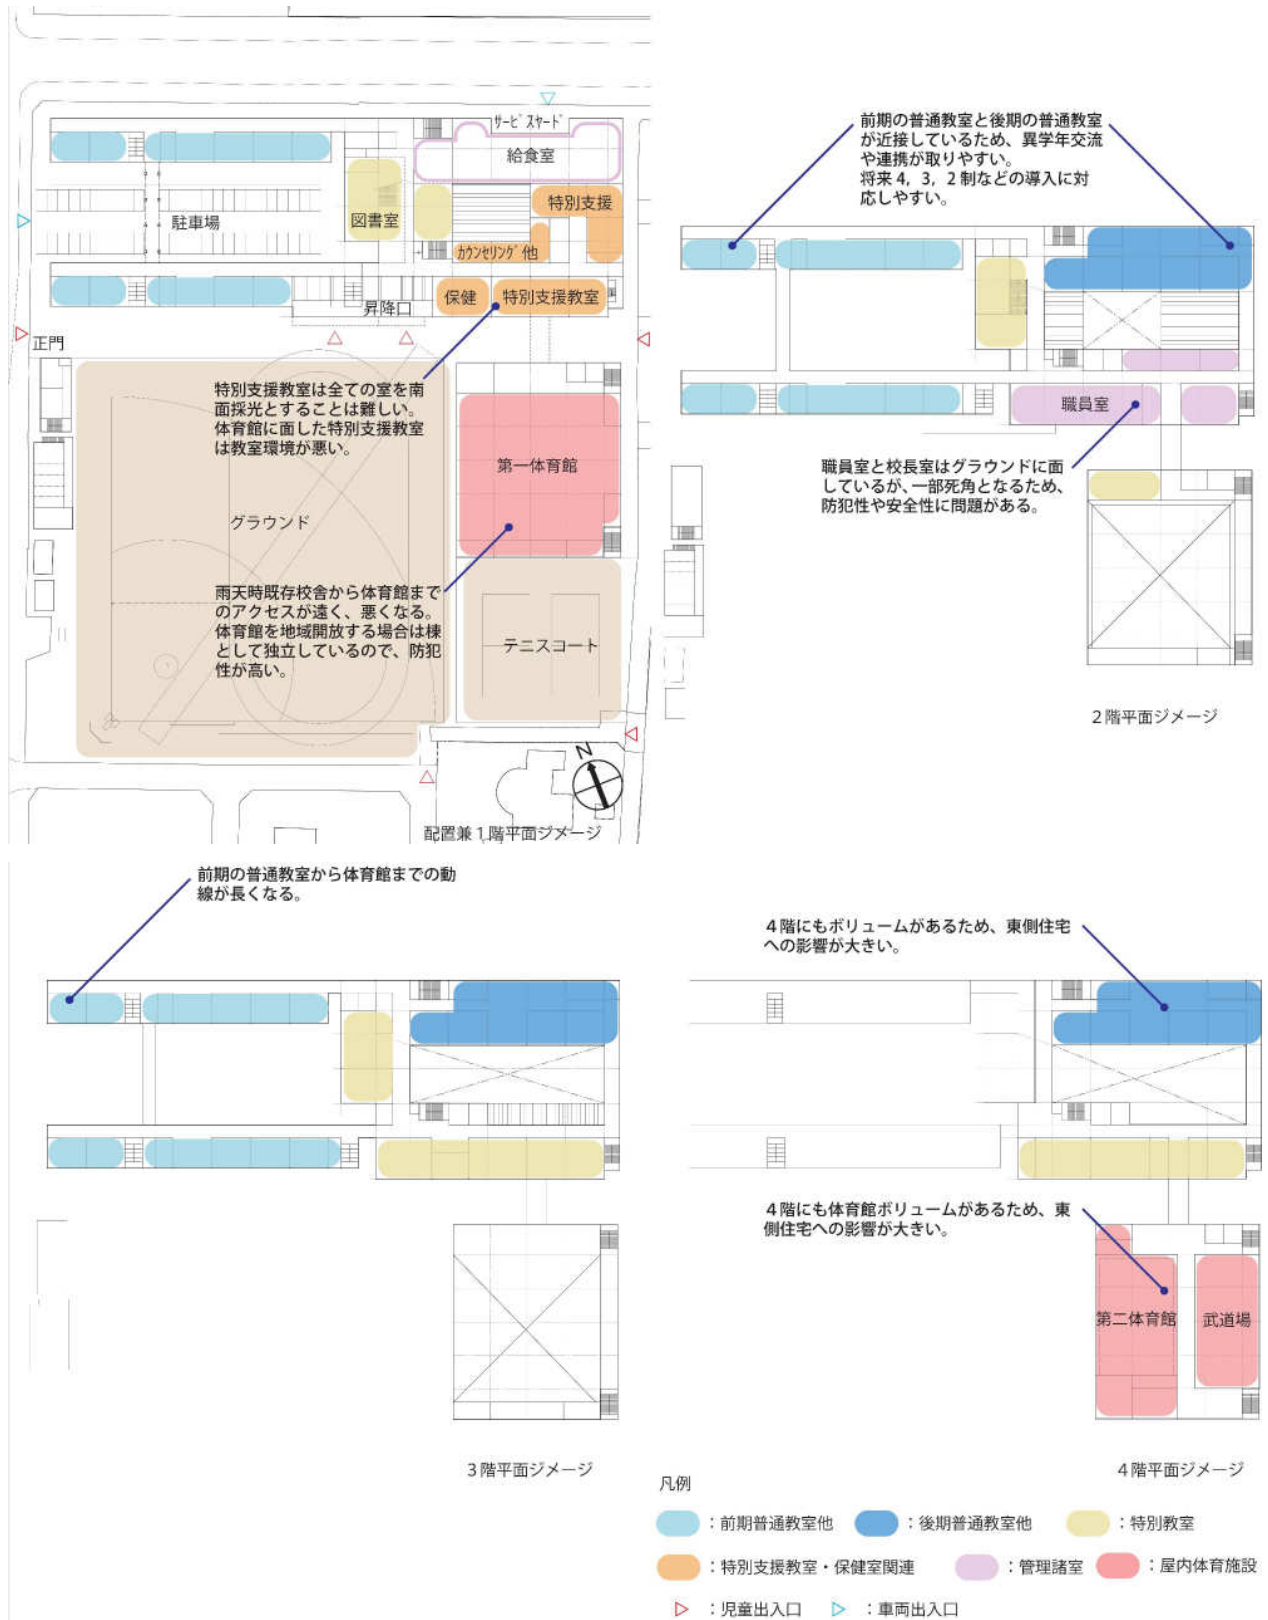 サービスヤード
給食室
特別支援
図書室
駐車場
カウンセリング他
保健
特別支援教室
昇降口
正門
特別支援教室は全ての室を南
面採光とすることは難しい。
体育館に面した特別支援教室
は教室環境が悪い。
第一体育館
グラウンド
雨天時既存校舎から体育館まで
のアクセスが遠く、悪くなる。
体育館を地域開放する場合は棟
として独立しているので、防犯
性が高い。
テニスコート
N
配置兼1階平面ジメージ
前期の普通教室と後期の普通教室
が近接しているため、異学年交流
や連携が取りやすい。
将来4，3，2制などの導入に対
応しやすい。
職員室
職員室と校長室はグラウンドに面
しているが、一部死角となるため、
防犯性や安全性に問題がある。
2階平面ジメージ
前期の普通教室から体育館までの動
線が長くなる。
3階平面ジメージ
4階にもボリュームがあるため、東側住宅
への影響が大きい。
4階にも体育館ボリュームがあるため、東
側住宅への影響が大きい。
第二体育館
武道場
4階平面ジメージ
凡例
：前期普通教室他
：後期普通教室他
：特別教室
：特別支援教室・保健室関連
：管理諸室
：屋内体育施設
：児童出入口
：車両出入口